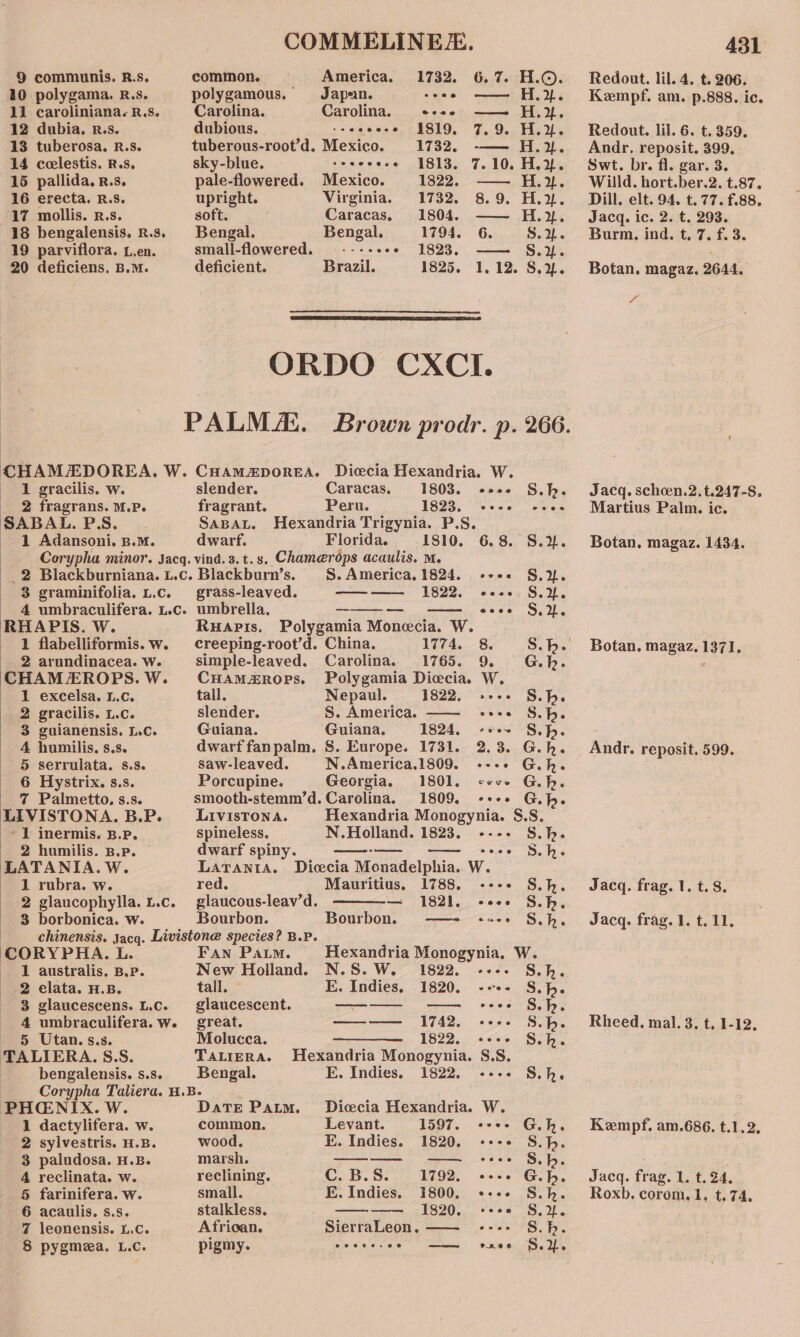 COMMELINEÆ. 431
9 communis. R.S. common. America. 1732. 6.7. H.☉. Redout. lil. 4. t. 206.
10 polygama. R.S. polygamous. Japan. .... —— H.♃. Kæmpf. am. p.888. ic.
11 caroliniana. R.S. Carolina. Carolina. .... —— H.♃.
12 dubia. R.S. dubious. ........ 1819. 7.9. H.♃. Redout. lil. 6. t. 359.
13 tuberosa. R.S. tuberous-root'd. Mexico. 1732. —— H.♃. Andr. reposit. 399.
14 cœlestis. R.S. sky-blue. ........ 1813. 7.10. H.♃. Swt. br. fl. gar. 3.
15 pallida. R.S. pale-flowered. Mexico. 1822. —— H.♃. Willd. hort.ber.2. t.87.
16 erecta. R.S. upright. Virginia. 1732. 8.9. H.♃. Dill. elt. 94. t. 77. f.88.
17 mollis. R.S. soft. Caracas. 1804. —— H.♃. Jacq. ic. 2. t. 293.
18 bengalensis. R.S. Bengal. Bengal. 1794. 6. S.♃. Burm. ind. t. 7. f. 3.
19 parviflora. L.en. small-flowered. ....... 1823. —— S.♃.
20 deficiens. B.M. deficient. Brazil. 1825. 1.12. S.♃. Botan. magaz. 2644.
ORDO CXCI.
PALMÆ. Brown prodr. p. 266.
CHAMÆDOREA. W. CHAMÆDOREA. Diœcia Hexandria. W.
1 gracilis. W. slender. Caracas. 1803. .... S.♄. Jacq. schœn.2.t.247-8.
2 fragrans. M.P. fragrant. Peru. 1823. .... .... Martius Palm. ic.
SABAL. P.S. SABAL. Hexandria Trigynia. P.S.
1 Adansoni. B.M. dwarf. Florida. 1810. 6.8. S.♃. Botan. magaz. 1434.
Corypha minor. Jacq. vind. 3. t. 8. Chamærops acaulis. M.
2 Blackburniana. L.C. Blackburn's. S. America. 1824. .... S.♃.
3 graminifolia. L.C. grass-leaved. —— —— 1822. .... S.♃.
4 umbraculifera. L.C. umbrella. —— — —— .... S.♃.
RHAPIS. W. RHAPIS. Polygamia Monœcia. W.
1 flabelliformis. W. creeping-root'd. China. 1774. 8. S.♄. Botan. magaz. 1371.
2 arundinacea. W. simple-leaved. Carolina. 1765. 9. G.♄.
CHAMÆROPS. W. CHAMÆROPS. Polygamia Diœcia. W.
1 excelsa. L.C. tall. Nepaul. 1822. .... S.♄.
2 gracilis. L.C. slender. S. America. —— .... S.♄.
3 guianensis. L.C. Guiana. Guiana. 1824. .... S.♄.
4 humilis. S.S. dwarf fan palm. S. Europe. 1731. 2.3. G.♄. Andr. reposit. 599.
5 serrulata. S.S. saw-leaved. N.America.1809. .... G.♄.
6 Hystrix. S.S. Porcupine. Georgia. 1801. .... G.♄.
7 Palmetto. S.S. smooth-stemm'd. Carolina. 1809. .... G.♄.
LIVISTONA. B.P. LIVISTONA. Hexandria Monogynia. S.S.
1 inermis. B.P. spineless. N.Holland. 1823. .... S.♄.
2 humilis. B.P. dwarf spiny. —— —— —— .... S.♄.
LATANIA. W. LATANIA. Diœcia Monadelphia. W.
1 rubra. W. red. Mauritius. 1788. .... S.♄. Jacq. frag. 1. t. 8.
2 glaucophylla. L.C. glaucous-leav'd. ——— — 1821. .... S.♄.
3 borbonica. W. Bourbon. Bourbon. —— .... S.♄. Jacq. frag. 1. t. 11.
chinensis. Jacq. Livistonæ species? B.P.
CORYPHA. L. FAN PALM. Hexandria Monogynia. W.
1 australis. B.P. New Holland. N. S. W. 1822. .... S.♄.
2 elata. H.B. tall. E. Indies. 1820. .... S.♄.
3 glaucescens. L.C. glaucescent. —— —— —— .... S.♄.
4 umbraculifera. W. great. —— —— 1742. .... S.♄. Rheed. mal. 3. t. 1-12.
5 Utan. S.S. Molucca. ——— 1822. .... S.♄.
TALIERA. S.S. TALIERA. Hexandria Monogynia. S.S.
bengalensis. S.S. Bengal. E. Indies. 1822. .... S.♄.
Corypha Taliera. H.B.
PHŒNIX. W. DATE PALM. Diœcia Hexandria. W.
1 dactylifera. W. common. Levant. 1597. .... G.♄. Kæmpf. am.686. t.1.2.
2 sylvestris. H.B. wood. E. Indies. 1820. .... S.♄.
3 paludosa. H.B. marsh. —— —— —— .... S.♄.
4 reclinata. W. reclining. C. B. S. 1792. .... G.♄. Jacq. frag. 1. t. 24.
5 farinifera. W. small. E. Indies. 1800. .... S.♄. Roxb. corom. 1. t. 74.
6 acaulis. S.S. stalkless. —— —— 1820. .... S.♃.
7 leonensis. L.C. African. Sierra Leon. —— .... S.♄.
8 pygmæa. L.C. pigmy. ........ —— .... S.♃.